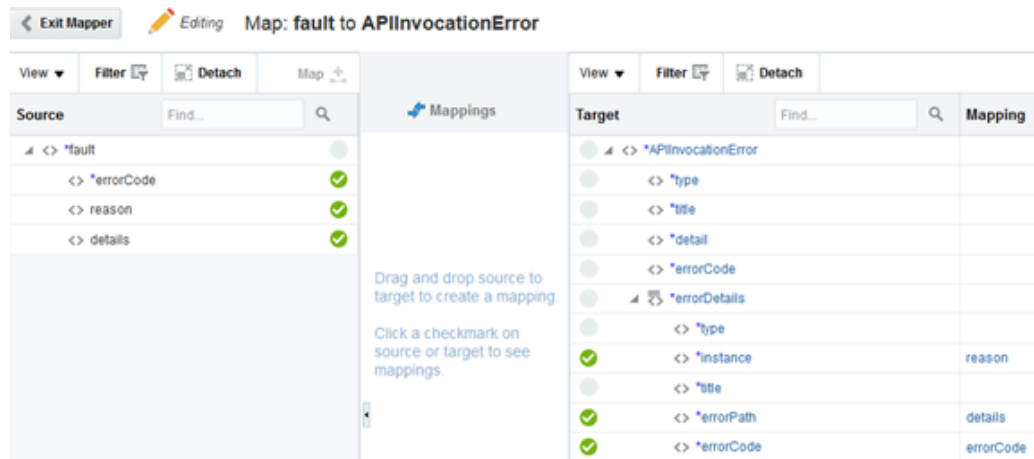 Exit Mapper Editing Map: fault to APIInvocationError
View Filter Detach Map
Source Find...
*fault
<> *errorCode
<> reason
<> details
Mappings
Drag and drop source to
target to create a mapping.
Click a checkmark on
source or target to see
mappings.
View Filter Detach
Target Find... Mapping
<> *APIInvocationError
<> *type
<> *title
<> *detail
<> *errorCode
*errorDetails
<> *type
<> *instance reason
<> *title
<> *errorPath details
<> *errorCode errorCode